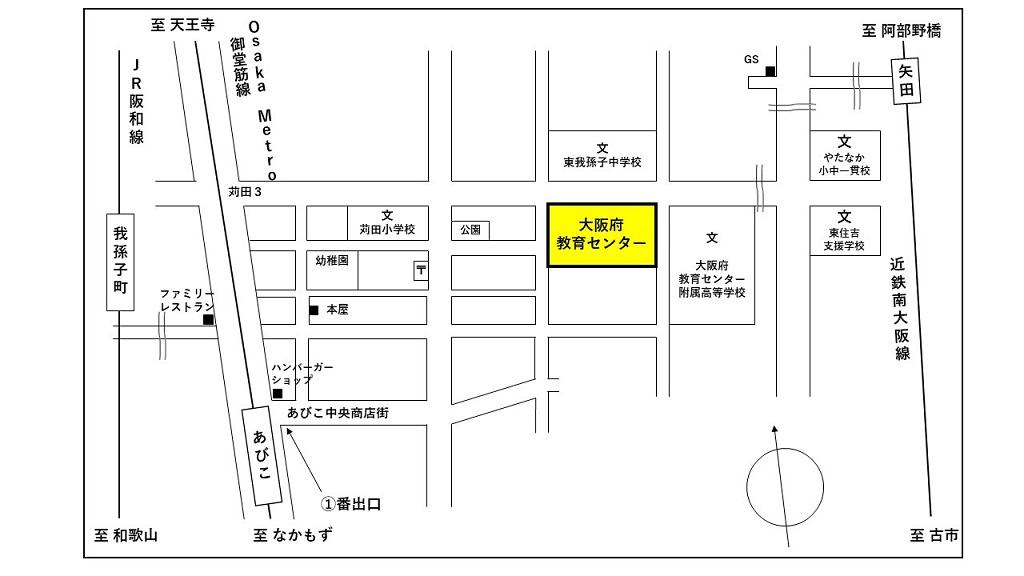 至 天王寺
Osaka Metro
御堂筋線
JR阪和線
至 阿部野橋
GS
矢田
文
東我孫子中学校
文
やたなか
小中一貫校
苅田３
文
苅田小学校
公園
大阪府
教育センター
文
大阪府
教育センター
附属高等学校
文
東住吉
支援学校
我孫子町
幼稚園
〒
近鉄南大阪線
ファミリー
レストラン
本屋
ハンバーガー
ショップ
あびこ中央商店街
あびこ
①番出口
至 和歌山
至 なかもず
至 古市